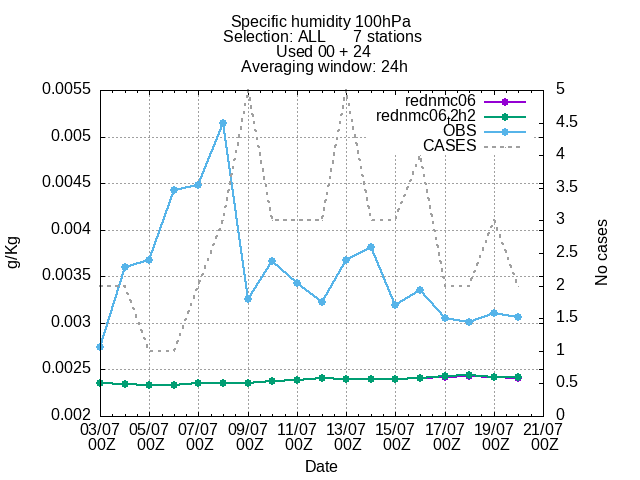 Specific humidity 100hPa
Selection: ALL 7 stations
Used 00 + 24
Averaging window: 24h
rednmc06
rednmc06.2h2
OBS
CASES
0.0055
0.005
0.0045
0.004
0.0035
0.003
0.0025
0.002
g/Kg
5
4.5
4
3.5
3
2.5
2
1.5
1
0.5
0
No cases
03/07 05/07 07/07 09/07 11/07 13/07 15/07 17/07 19/07 21/07
00Z 00Z 00Z 00Z 00Z 00Z 00Z 00Z 00Z 00Z
Date